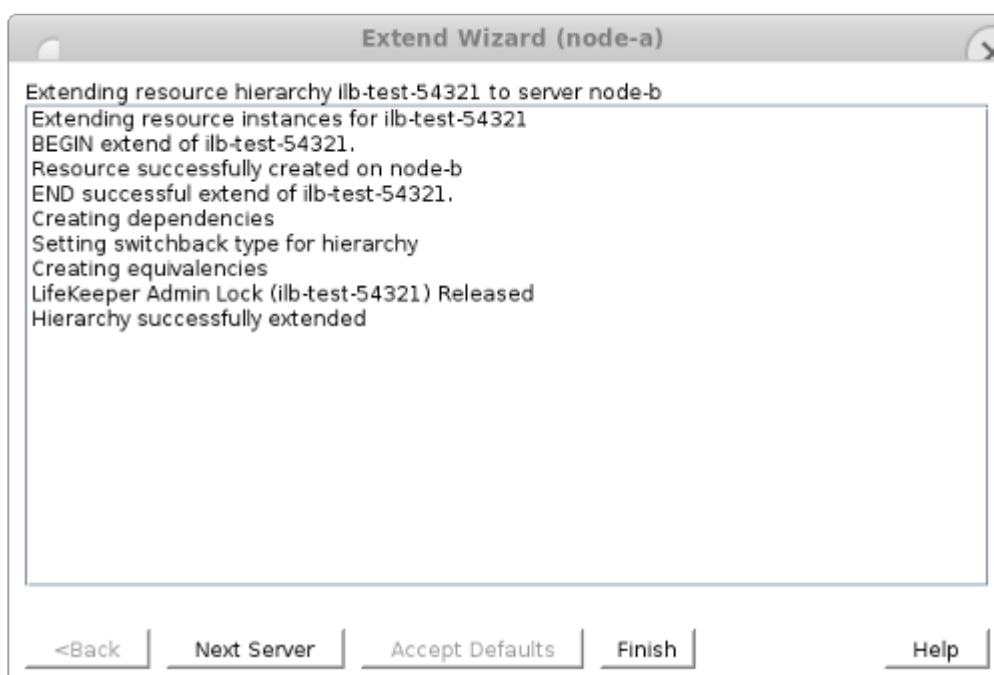 Extend Wizard (node-a)
Extending resource hierarchy ilb-test-54321 to server node-b
Extending resource instances for ilb-test-54321
BEGIN extend of ilb-test-54321.
Resource successfully created on node-b
END successful extend of ilb-test-54321.
Creating dependencies
Setting switchback type for hierarchy
Creating equivalencies
LifeKeeper Admin Lock (ilb-test-54321) Released
Hierarchy successfully extended
<Back Next Server Accept Defaults Finish Help